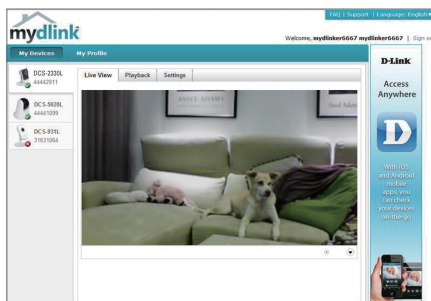 FAQ | Support | Language: English
mydlink
Welcome, mydlinker6667 mydlinker6667 | Sign
My Devices My Profile
DCS-2330L
44442911
DCS-5020L
44441099
DCS-931L
31631064
Live View Playback Settings
ANSEL ADAMS
D-Link
Access
Anywhere
D
With iOS
and Android
mobile
apps, you
can check
your devices
on-the-go